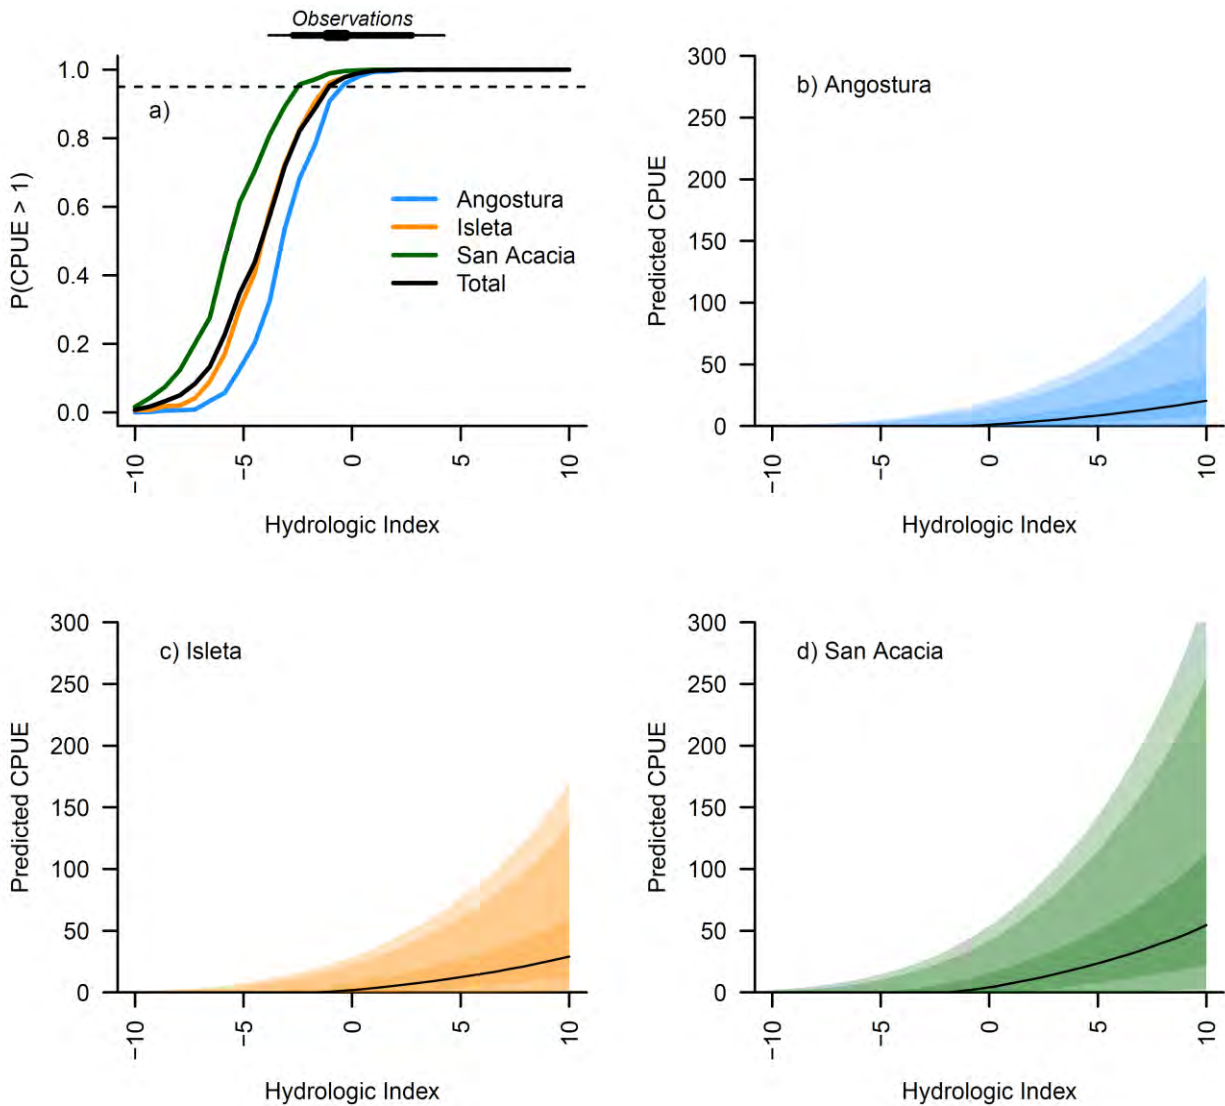 Observations
a)
P(CPUE > 1)
1.0
0.8
0.6
0.4
0.2
0.0
Angostura
Isleta
San Acacia
Total
−10
−5
0
5
10
Hydrologic Index
b) Angostura
Predicted CPUE
300
250
200
150
100
50
0
−10
−5
0
5
10
Hydrologic Index
c) Isleta
Predicted CPUE
300
250
200
150
100
50
0
−10
−5
0
5
10
Hydrologic Index
d) San Acacia
Predicted CPUE
300
250
200
150
100
50
0
−10
−5
0
5
10
Hydrologic Index